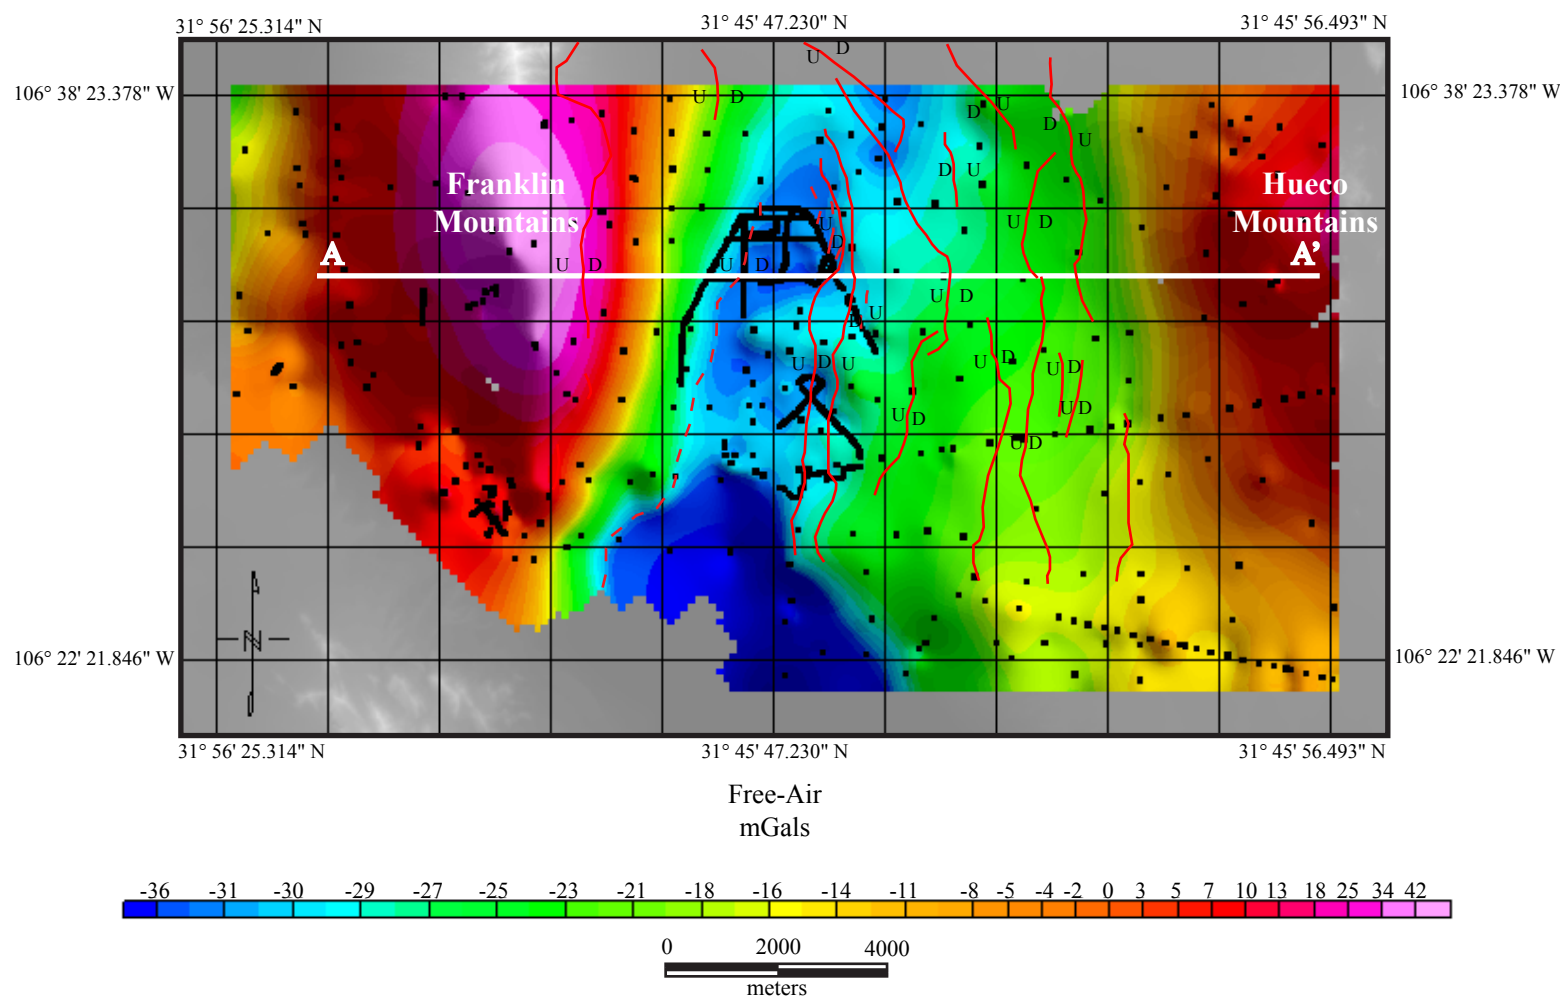 31° 56' 25.314" N
31° 45' 47.230" N
31° 45' 56.493" N
106° 38' 23.378" W
106° 38' 23.378" W
U D
U D
D U
D U
D U
Franklin
Mountains
Hueco
Mountains
U D
U
D
A
A’
U D
U D
U D
D U
U D U
U D
U D
U D
U D
U D
N
106° 22' 21.846" W
106° 22' 21.846" W
31° 56' 25.314" N
31° 45' 47.230" N
31° 45' 56.493" N
Free-Air
mGals
-36 -31 -30 -29 -27 -25 -23 -21 -18 -16 -14 -11 -8 -5 -4 -2 0 3 5 7 10 13 18 25 34 42
0 2000 4000
meters